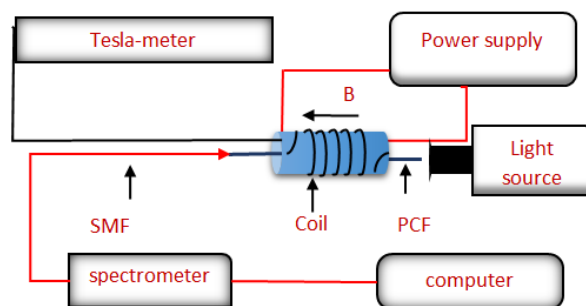 Tesla-meter
Power supply
B
Light
source
SMF
Coil
PCF
spectrometer
computer